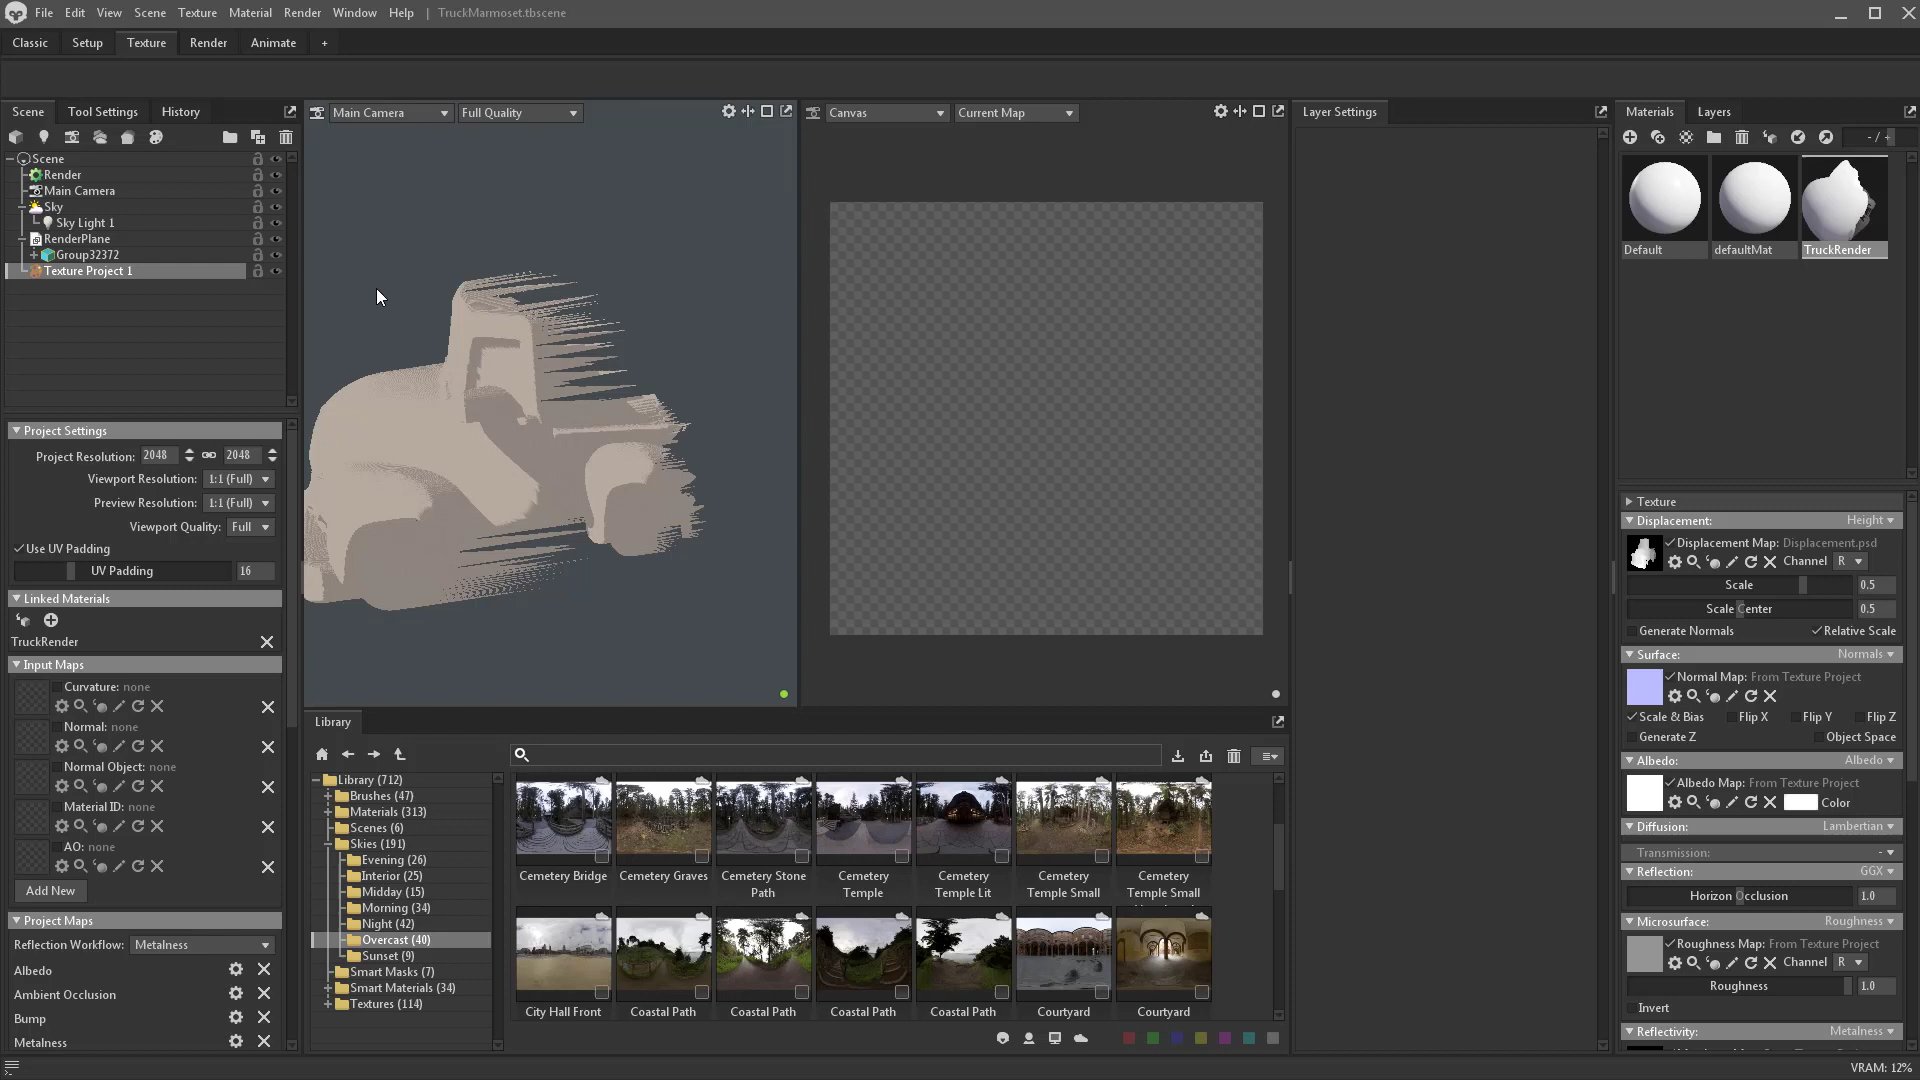 File Edit View Scene Texture Material Render Window Help | TruckMarmoset.tbscene
Classic Setup Texture Render Animate +
Scene Tool Settings History
Scene
Render
Main Camera
Sky
Sky Light 1
RenderPlane
Group32372
Texture Project 1
Project Settings
Project Resolution: 2048 2048
Viewport Resolution: 1:1 (Full)
Preview Resolution: 1:1 (Full)
Viewport Quality: Full
Use UV Padding
UV Padding 16
Linked Materials
TruckRender
Input Maps
Curvature: none
Normal: none
Normal Object: none
Material ID: none
AO: none
Add New
Project Maps
Reflection Workflow: Metalness
Albedo
Ambient Occlusion
Bump
Metalness
Main Camera Full Quality
Canvas Current Map
Library
Library (712)
Brushes (47)
Materials (313)
Scenes (6)
Skies (191)
Evening (26)
Interior (25)
Midday (15)
Morning (34)
Night (42)
Overcast (40)
Sunset (9)
Smart Masks (7)
Smart Materials (34)
Textures (114)
Cemetery Bridge Cemetery Graves Cemetery Stone Path Cemetery Temple Cemetery Temple Lit Cemetery Temple Small Cemetery Temple Small
City Hall Front Coastal Path Coastal Path Coastal Path Coastal Path Courtyard Courtyard
Layer Settings
Materials Layers
- / +
Default defaultMat TruckRender
Texture
Displacement: Height
Displacement Map: Displacement.psd
Channel R
Scale 0.5
Scale Center 0.5
Generate Normals Relative Scale
Surface: Normals
Normal Map: From Texture Project
Scale & Bias Flip X Flip Y Flip Z
Generate Z Object Space
Albedo: Albedo
Albedo Map: From Texture Project
Color
Diffusion: Lambertian
Transmission: -
Reflection: GGX
Horizon Occlusion 1.0
Microsurface: Roughness
Roughness Map: From Texture Project
Channel R
Roughness 1.0
Invert
Reflectivity: Metalness
VRAM: 12%